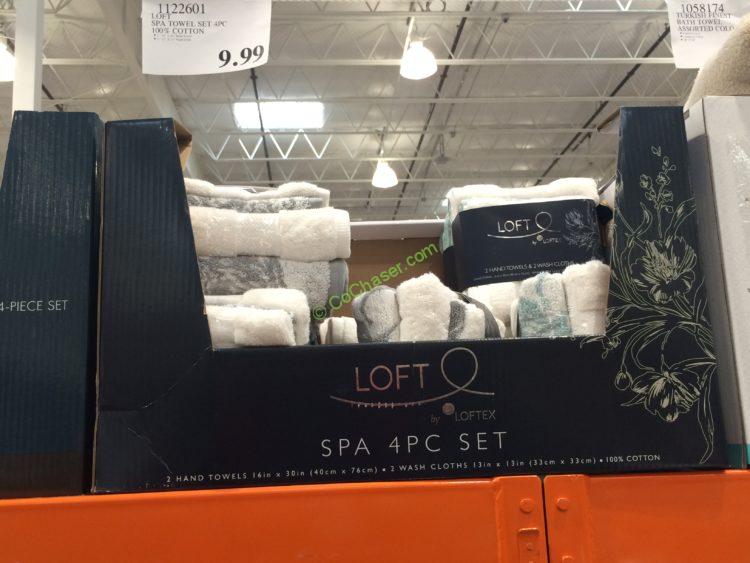 1122601
LOFT
SPA TOWEL SET 4PC
100% COTTON
9.99
1058174
TURKISH FINEST
BATH TOWEL
ASSORTED COLO
4-PIECE SET
LOFT
by LOFTEX
2 HAND TOWELS & 2 WASH CLOTHS
© CoChaser.com
LOFT
by LOFTEX
SPA 4PC SET
2 HAND TOWELS 16in x 30in (40cm x 76cm) • 2 WASH CLOTHS 13in x 13in (33cm x 33cm) • 100% COTTON